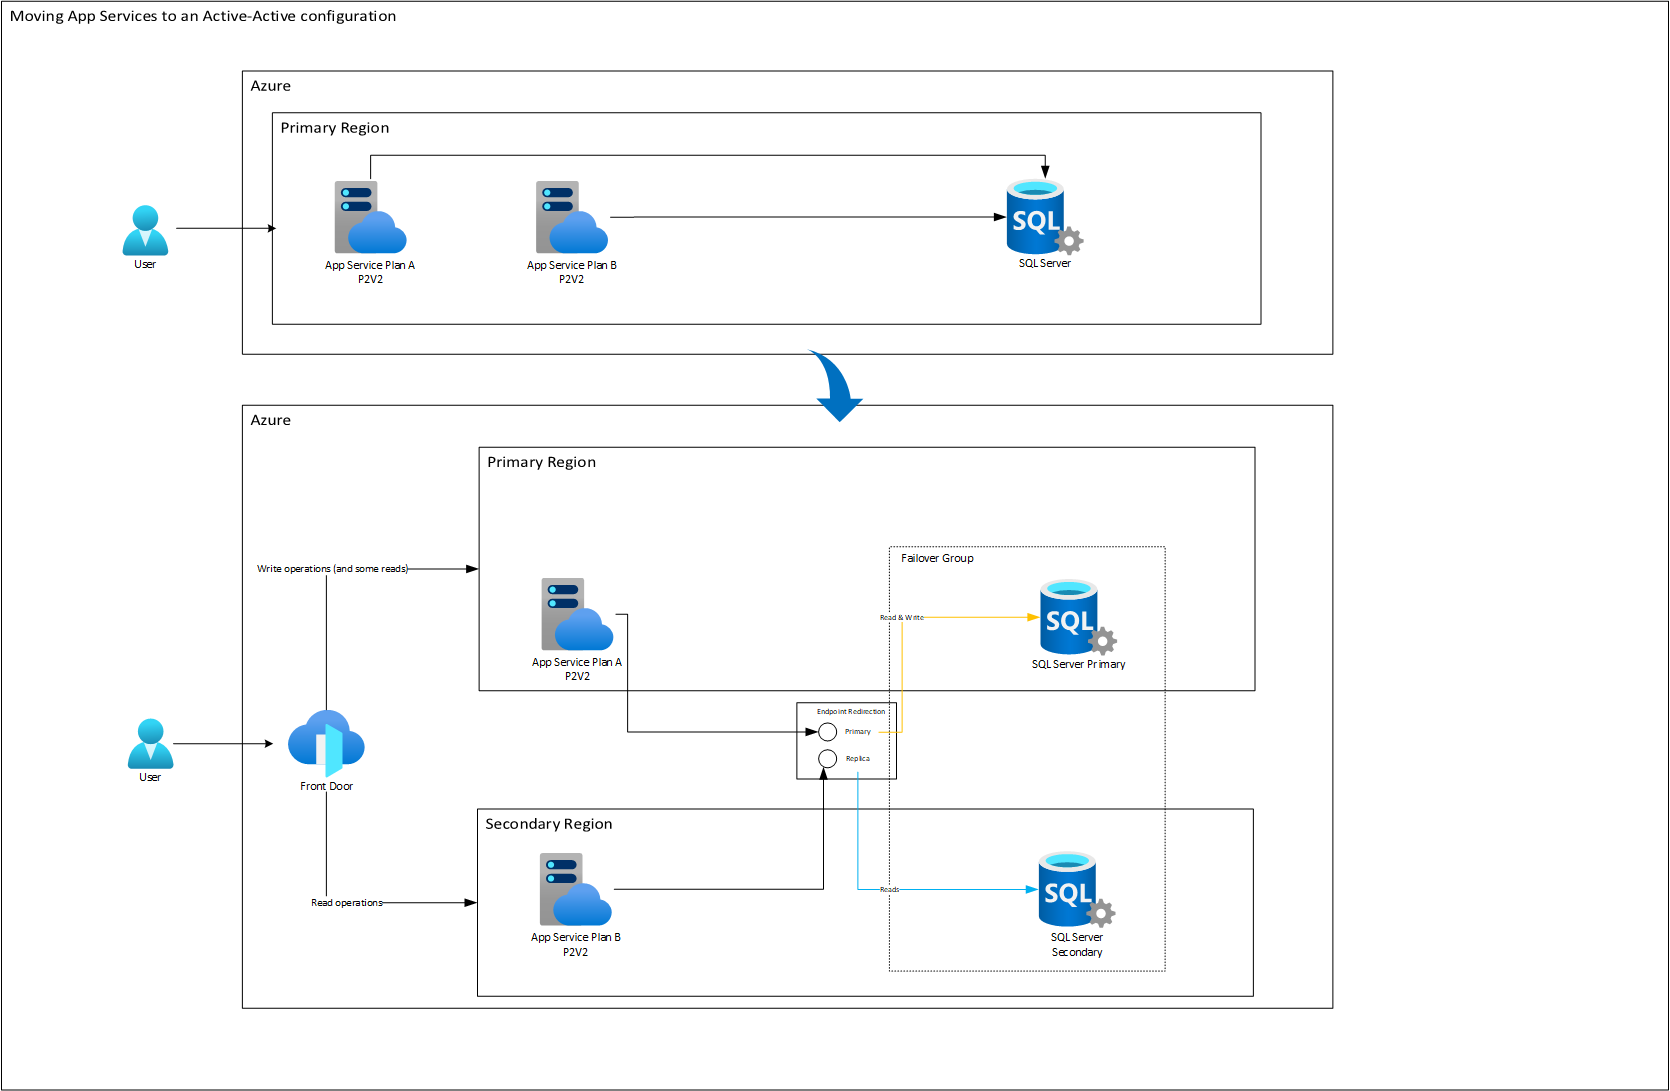 Moving App Services to an Active-Active configuration
Azure
Primary Region
User
App Service Plan A
P2V2
App Service Plan B
P2V2
SQL
SQL Server
Azure
Primary Region
Write operations (and some reads)
Failover Group
Read & Write
SQL
App Service Plan A
P2V2
SQL Server Primary
Endpoint Redirection
Primary
Replica
User
Front Door
Secondary Region
Read operations
Reads
SQL
App Service Plan B
P2V2
SQL Server
Secondary